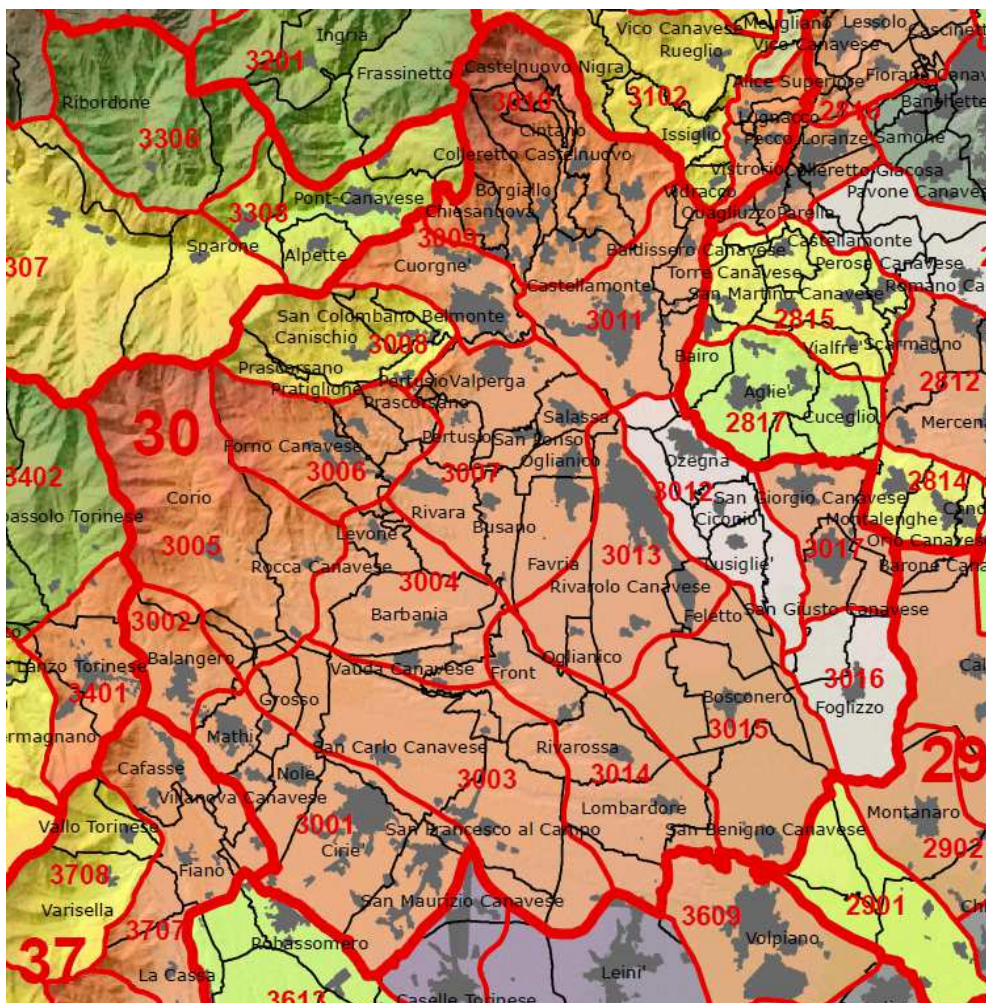 Ingria
Vico Canavese
Meugliano
Lessolo
Rueglio
Vico Canavese
3201
Frassinetto
Castelnuovo Nigra
Alice Superiore
Ribordone
3102
3010
Lugnacco
Banchette
3306
Cintano
Issiglio
Pecco
Loranze'
Samone
Colleretto Castelnuovo
Vistrorio
Colleretto Giacosa
Pont-Canavese
Borgiallo
Vidracco
Pavone Canavese
3308
Chiesanuova
Quagliuzzo
Parella
Sparone
3009
Castellamonte
Alpette
Baldissero Canavese
307
Cuorgne'
Torre Canavese
Perosa Canavese
Castellamonte
San Martino Canavese
San Colombano Belmonte
3011
2815
Canischio
3008
Bairo
Vialfre'
Scarmagno
Prascorsano
Pertusio
Valperga
2812
Pratiglione
Prascorsano
Aglie'
30
Salassa
2817
Cuceglio
Forno Canavese
Pertusio
San Ponso
3006
3007
Oglianico
Ozegna
3402
2814
Corio
3012
San Giorgio Canavese
Rivara
Busano
Ciconio
Montalenghe
3005
Levone
3013
3017
Orio Canavese
Rocca Canavese
Favria
Lusiglie'
3004
Rivarolo Canavese
Barbania
3002
Feletto
San Giusto Canavese
Lanzo Torinese
Balangero
Vauda Canavese
Front
Oglianico
3401
3016
Grosso
Bosconero
Foglizzo
Mathi
San Carlo Canavese
Rivarossa
3015
Cafasse
Nole
3003
3014
29
Villanova Canavese
Lombardore
Montanaro
Vallo Torinese
3001
San Francesco al Campo
San Benigno Canavese
Cirie'
2902
3708
Fiano
Varisella
San Maurizio Canavese
3609
2901
37
3707
Robassomero
Volpiano
La Cassa
Leini'
Caselle Torinese